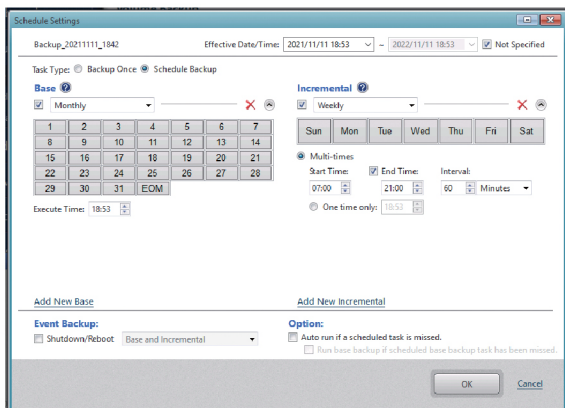 Schedule Settings
Backup_20211111_1842 Effective Date/Time: 2021/11/11 18:53 – 2022/11/11 18:53 Not Specified
Task Type: Backup Once Schedule Backup
Base ? Incremental ?
Monthly Weekly
1 2 3 4 5 6 7 Sun Mon Tue Wed Thu Fri Sat
8 9 10 11 12 13 14
15 16 17 18 19 20 21 Multi-times
22 23 24 25 26 27 28 Start Time: End Time: Interval:
29 30 31 EOM 07:00 21:00 60 Minutes
Execute Time: 18:53 One time only: 18:53
Add New Base Add New Incremental
Event Backup: Option:
Shutdown/Reboot Base and Incremental Auto run if a scheduled task is missed.
Run base backup if scheduled base backup task has been missed.
OK Cancel